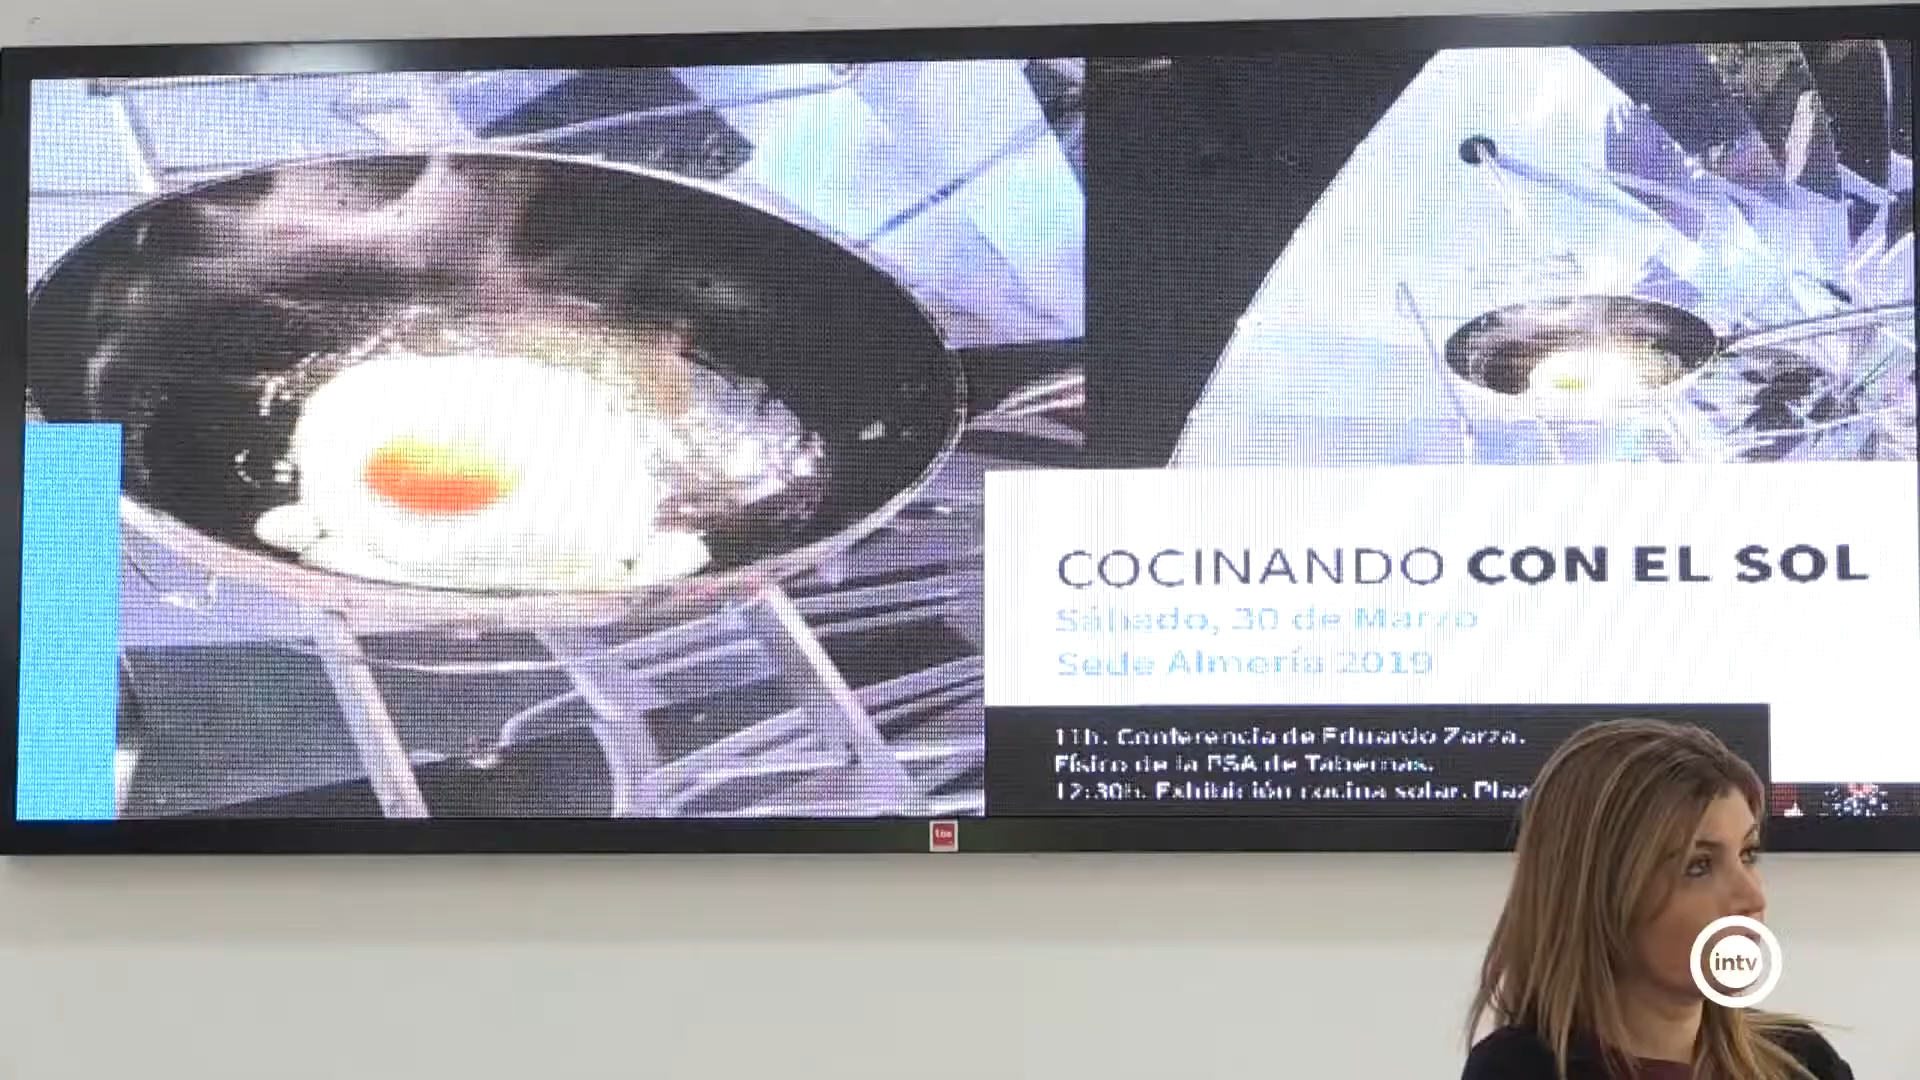 COCINANDO CON EL SOL
Sábado, 30 de Marzo
Sede Almería 2019
11h. Conferencia de Eduardo Zarza.
Físico de la PSA de Tabernas.
12:30h. Exhibición cocina solar. Plaz
intv